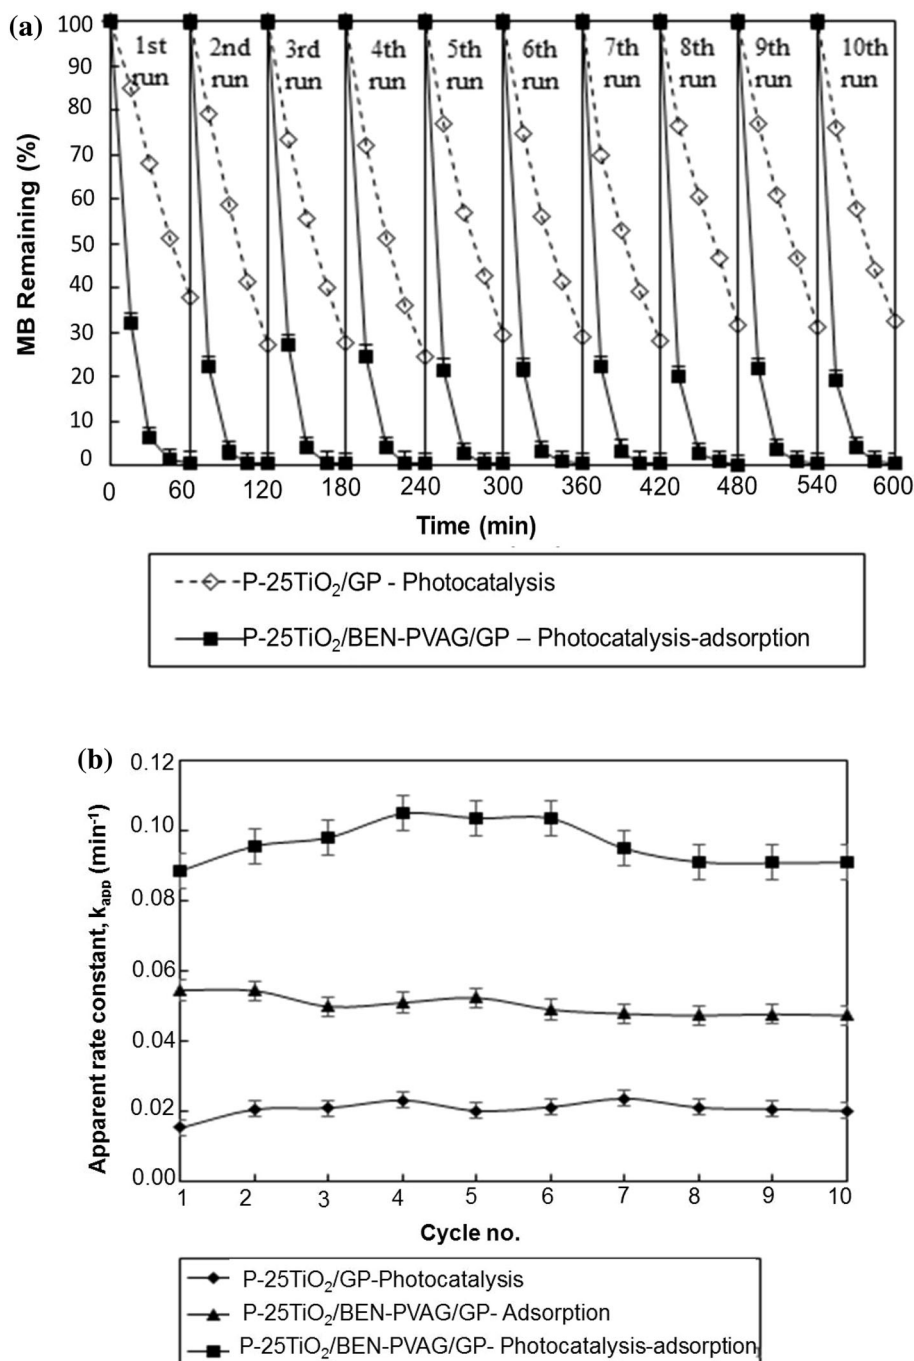 (a)
100
90
80
70
60
50
40
30
20
10
0
MB Remaining (%)
1st run
2nd run
3rd run
4th run
5th run
6th run
7th run
8th run
9th run
10th run
0 60 120 180 240 300 360 420 480 540 600
Time (min)
P-25TiO₂/GP - Photocatalysis
P-25TiO₂/BEN-PVAG/GP – Photocatalysis-adsorption
(b)
0.12
0.10
0.08
0.06
0.04
0.02
0.00
Apparent rate constant, kₐₚₚ (min⁻¹)
1 2 3 4 5 6 7 8 9 10
Cycle no.
P-25TiO₂/GP-Photocatalysis
P-25TiO₂/BEN-PVAG/GP- Adsorption
P-25TiO₂/BEN-PVAG/GP- Photocatalysis-adsorption